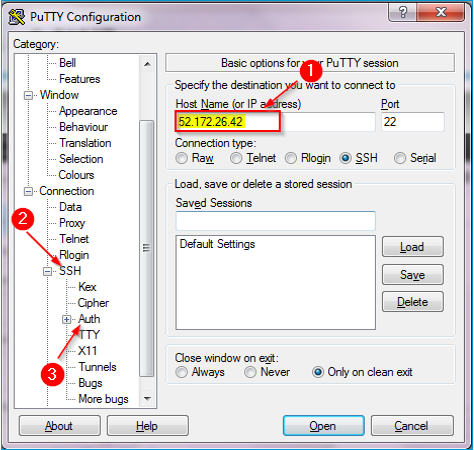 PuTTY Configuration
Category:
Bell
Features
Window
Appearance
Behaviour
Translation
Selection
Colours
Connection
Data
Proxy
Telnet
Rlogin
2
SSH
Kex
Cipher
Auth
TTY
X11
3
Tunnels
Bugs
More bugs
Basic options for your PuTTY session
1
Specify the destination you want to connect to
Host Name (or IP address) Port
52.172.26.42 22
Connection type:
Raw Telnet Rlogin SSH Serial
Load, save or delete a stored session
Saved Sessions
Default Settings
Load
Save
Delete
Close window on exit:
Always Never Only on clean exit
About Help Open Cancel